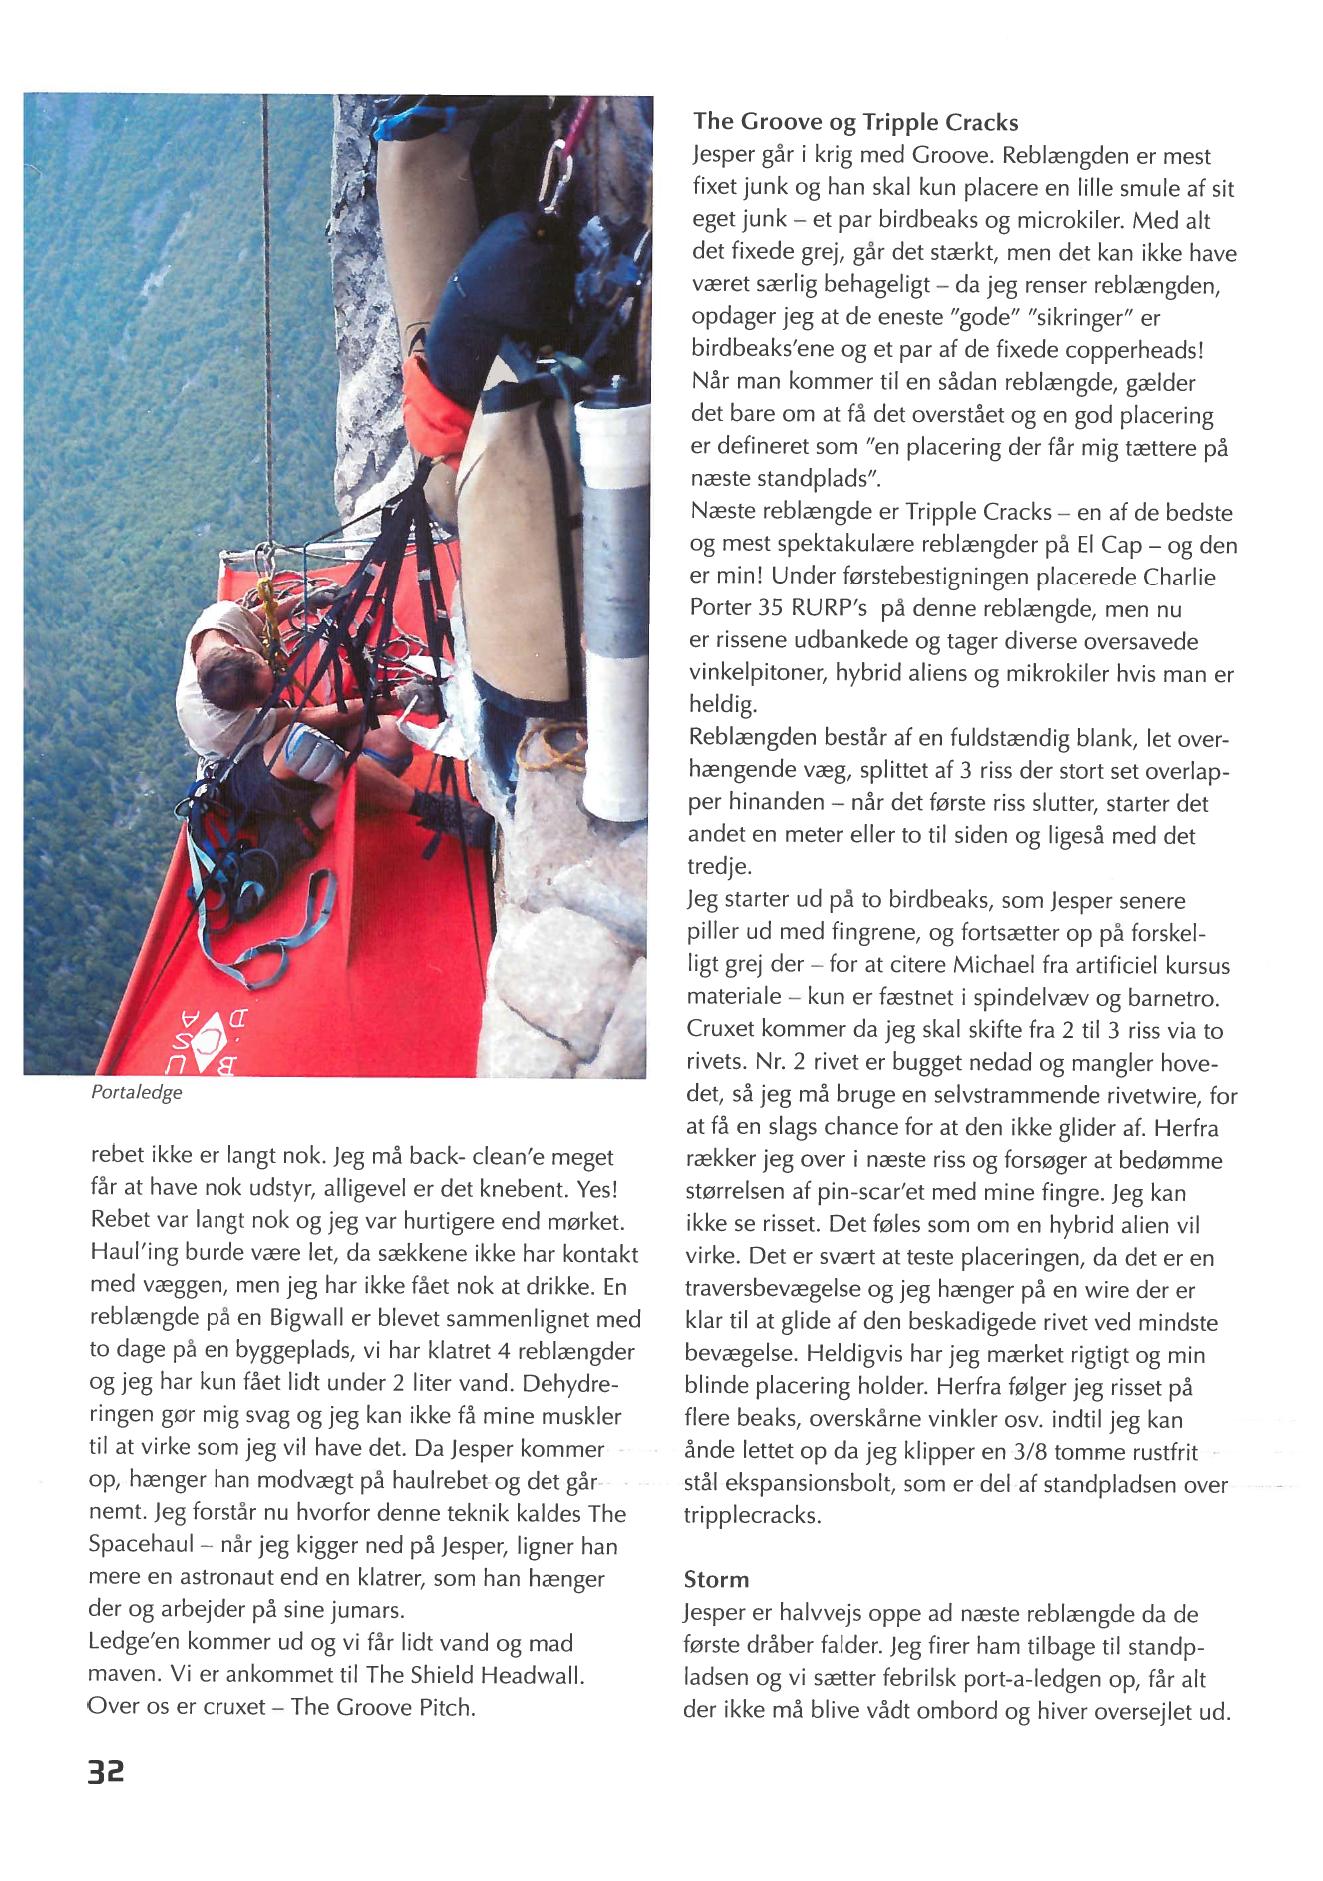 Portaledge
rebet ikke er langt nok. Jeg må back- clean’e meget
får at have nok udstyr, alligevel er det knebent. Yes!
Rebet var langt nok og jeg var hurtigere end mørket.
Haul’ing burde være let, da sækkene ikke har kontakt
med væggen, men jeg har ikke fået nok at drikke. En
reblængde på en Bigwall er blevet sammenlignet med
to dage på en byggeplads, vi har klatret 4 reblængder
og jeg har kun fået lidt under 2 liter vand. Dehydre-
ringen gør mig svag og jeg kan ikke få mine muskler
til at virke som jeg vil have det. Da Jesper kommer
op, hænger han modvægt på haulrebet og det går
nemt. Jeg forstår nu hvorfor denne teknik kaldes The
Spacehaul – når jeg kigger ned på Jesper, ligner han
mere en astronaut end en klatrer, som han hænger
der og arbejder på sine jumars.
Ledge’en kommer ud og vi får lidt vand og mad
maven. Vi er ankommet til The Shield Headwall.
Over os er cruxet – The Groove Pitch.
The Groove og Tripple Cracks
Jesper går i krig med Groove. Reblængden er mest
fixet junk og han skal kun placere en lille smule af sit
eget junk – et par birdbeaks og microkiler. Med alt
det fixede grej, går det stærkt, men det kan ikke have
været særlig behageligt – da jeg renser reblængden,
opdager jeg at de eneste ”gode” ”sikringer” er
birdbeaks’ene og et par af de fixede copperheads!
Når man kommer til en sådan reblængde, gælder
det bare om at få det overstået og en god placering
er defineret som ”en placering der får mig tættere på
næste standplads”.
Næste reblængde er Tripple Cracks – en af de bedste
og mest spektakulære reblængder på El Cap – og den
er min! Under førstebestigningen placerede Charlie
Porter 35 RURP’s på denne reblængde, men nu
er rissene udbankede og tager diverse oversavede
vinkelpitoner, hybrid aliens og mikrokiler hvis man er
heldig.
Reblængden består af en fuldstændig blank, let over-
hængende væg, splittet af 3 riss der stort set overlap-
per hinanden – når det første riss slutter, starter det
andet en meter eller to til siden og ligeså med det
tredje.
Jeg starter ud på to birdbeaks, som Jesper senere
piller ud med fingrene, og fortsætter op på forskel-
ligt grej der – for at citere Michael fra artificiel kursus
materiale – kun er fæstnet i spindelvæv og barnetro.
Cruxet kommer da jeg skal skifte fra 2 til 3 riss via to
rivets. Nr. 2 rivet er bugget nedad og mangler hove-
det, så jeg må bruge en selvstrammende rivetwire, for
at få en slags chance for at den ikke glider af. Herfra
rækker jeg over i næste riss og forsøger at bedømme
størrelsen af pin-scar’et med mine fingre. Jeg kan
ikke se risset. Det føles som om en hybrid alien vil
virke. Det er svært at teste placeringen, da det er en
traversbevægelse og jeg hænger på en wire der er
klar til at glide af den beskadigede rivet ved mindste
bevægelse. Heldigvis har jeg mærket rigtigt og min
blinde placering holder. Herfra følger jeg risset på
flere beaks, overskårne vinkler osv. indtil jeg kan
ånde lettet op da jeg klipper en 3/8 tomme rustfrit
stål ekspansionsbolt, som er del af standpladsen over
tripplecracks.
Storm
Jesper er halvvejs oppe ad næste reblængde da de
første dråber falder. Jeg firer ham tilbage til standp-
ladsen og vi sætter febrilsk port-a-ledgen op, får alt
der ikke må blive vådt ombord og hiver oversejlet ud.
32